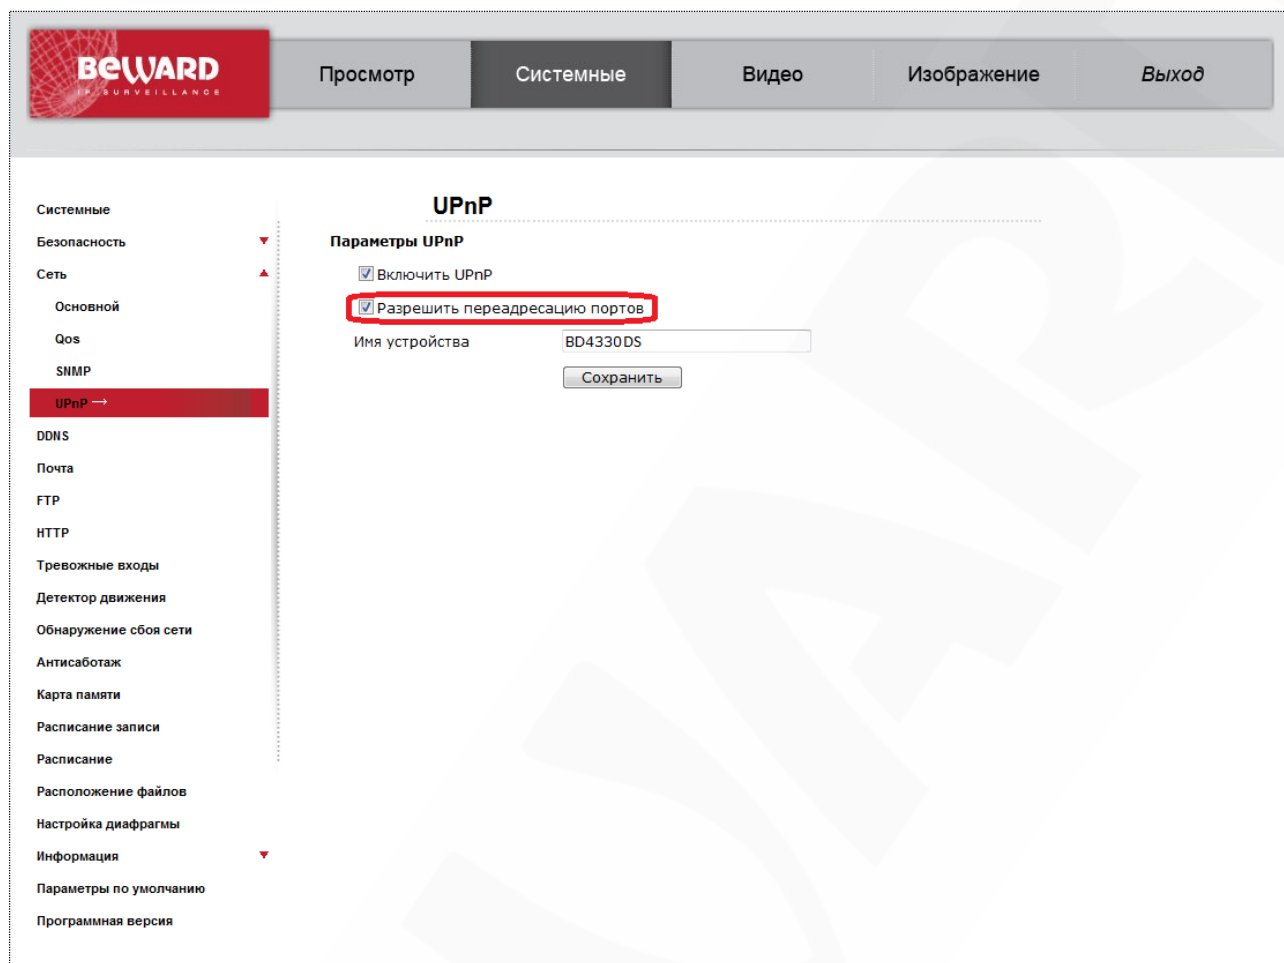 BEWARD
IP SURVEILLANCE
Просмотр
Системные
Видео
Изображение
Выход
Системные
Безопасность
Сеть
Основной
Qos
SNMP
UPnP
DDNS
Почта
FTP
HTTP
Тревожные входы
Детектор движения
Обнаружение сбоя сети
Антисаботаж
Карта памяти
Расписание записи
Расписание
Расположение файлов
Настройка диафрагмы
Информация
Параметры по умолчанию
Программная версия
UPnP
Параметры UPnP
Включить UPnP
Разрешить переадресацию портов
Имя устройства BD4330DS
Сохранить